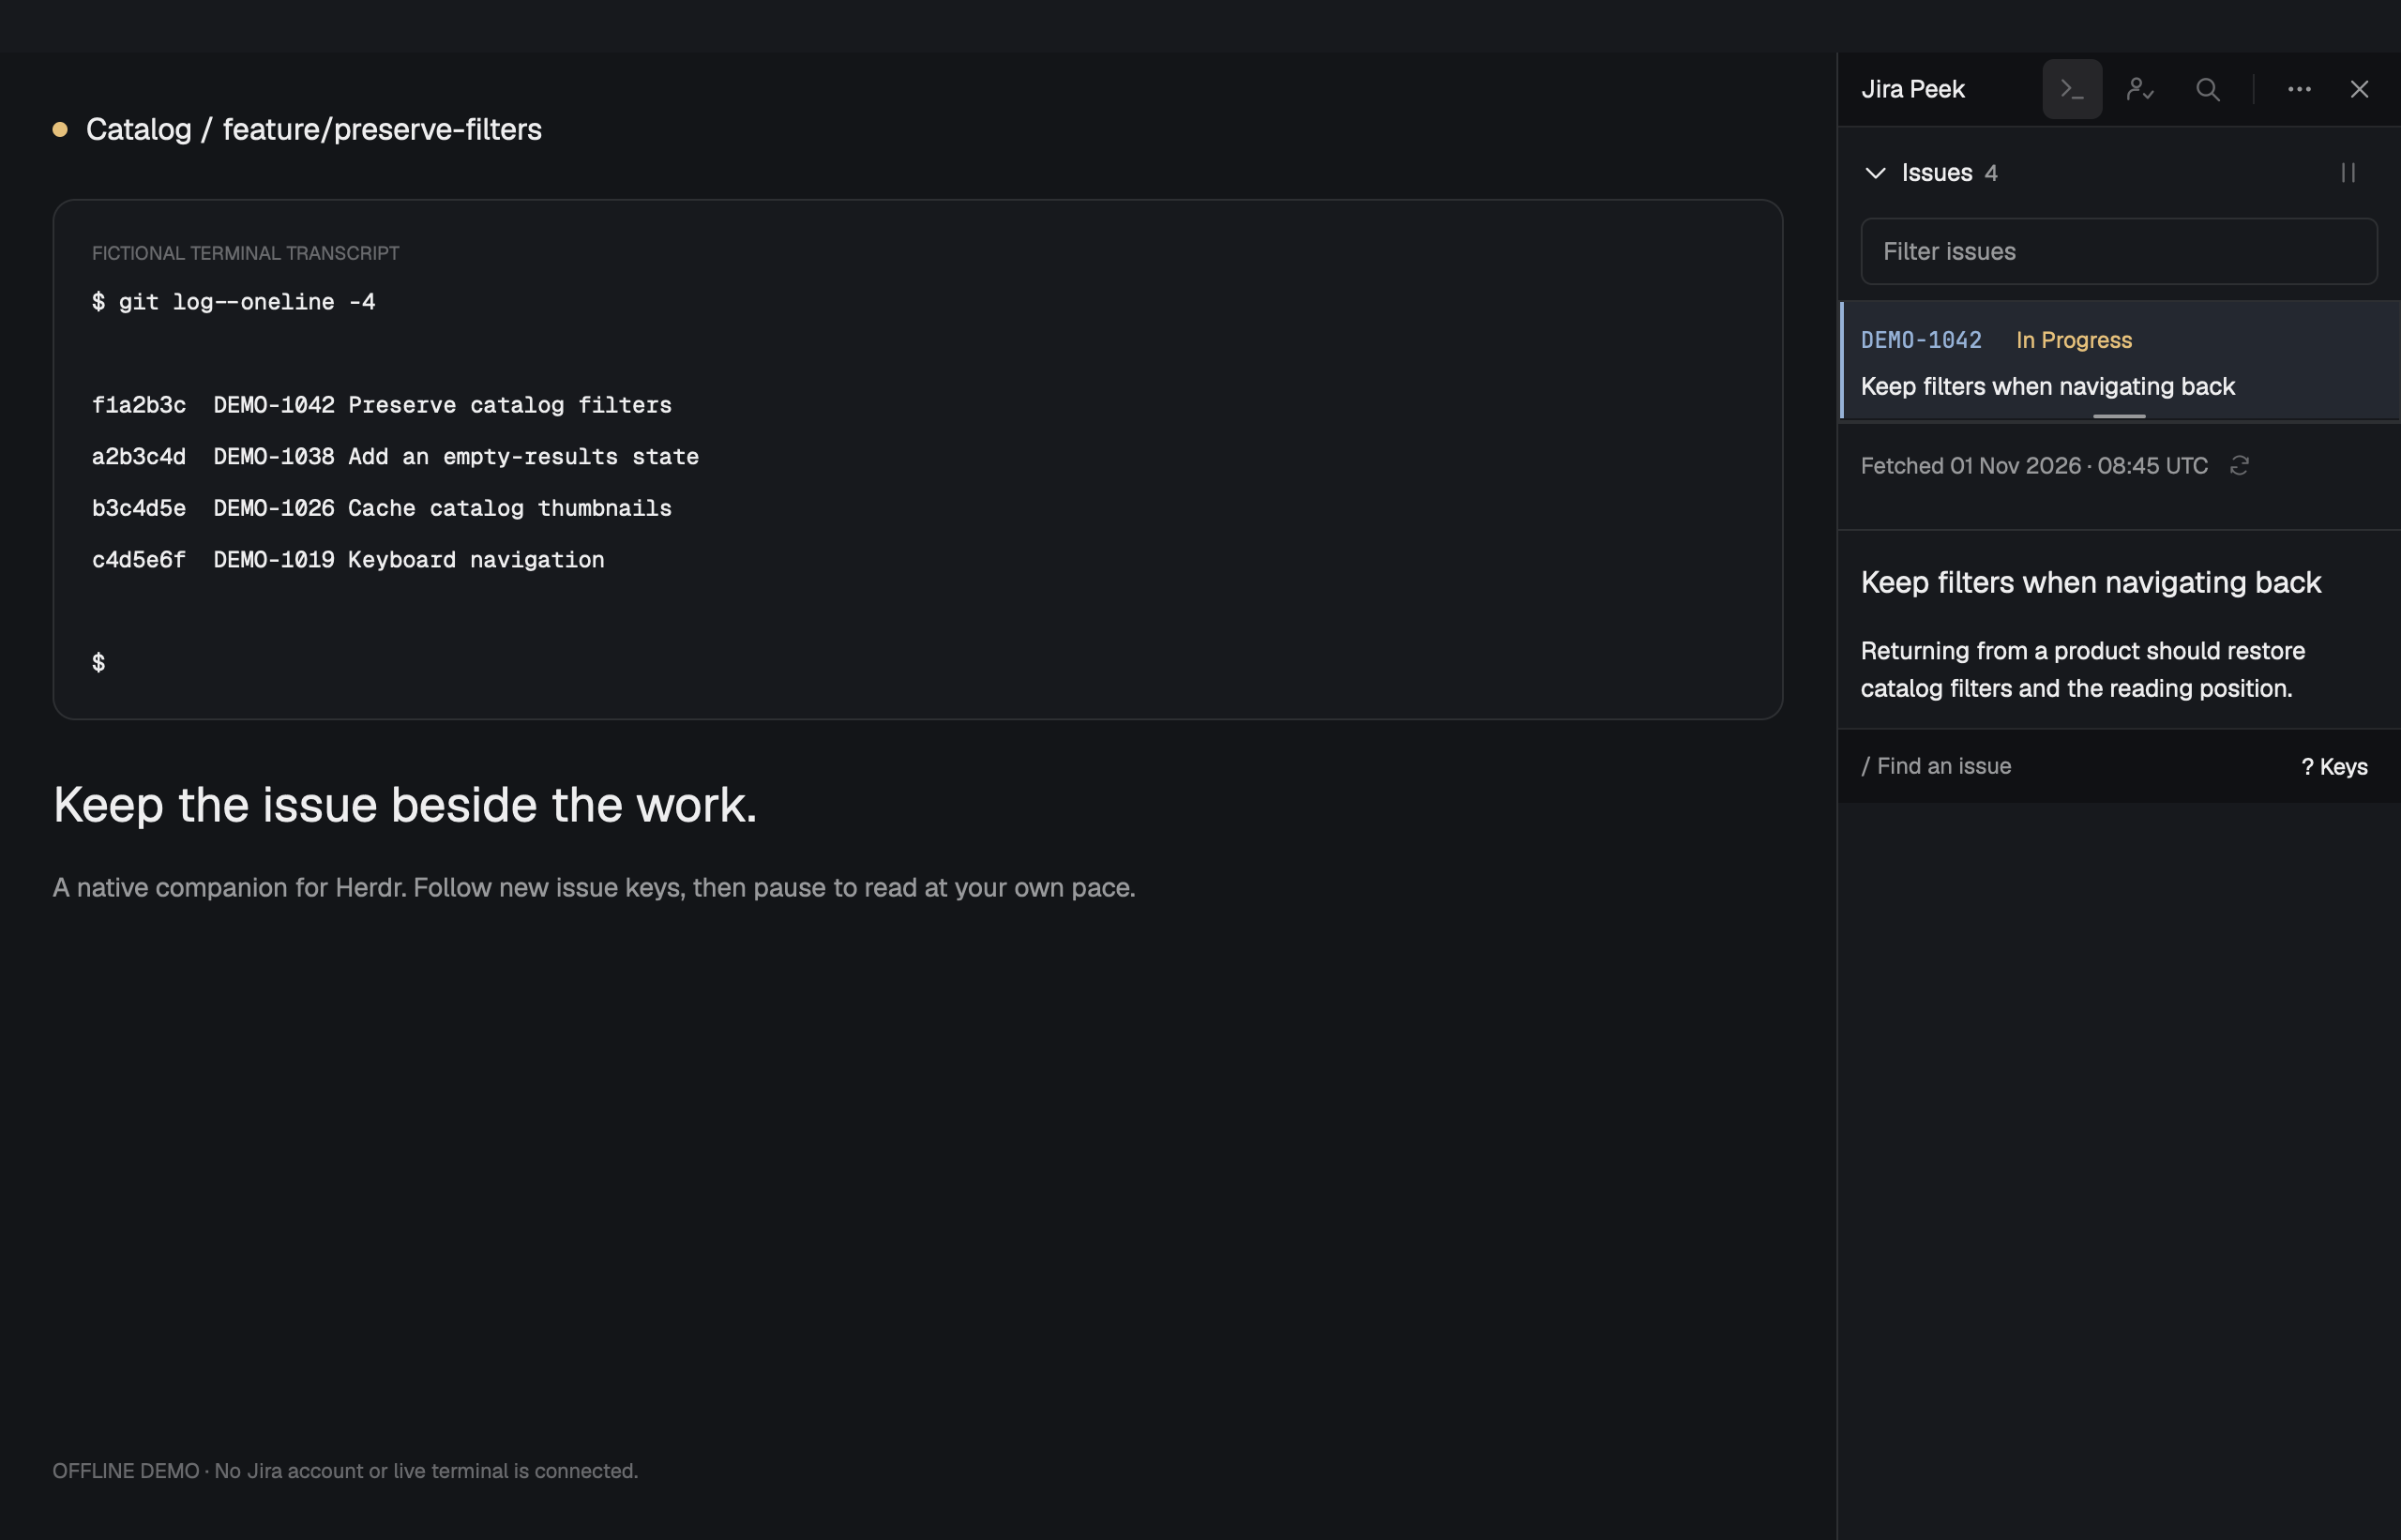 Catalog / feature/preserve-filters
FICTIONAL TERMINAL TRANSCRIPT
$ git log--oneline -4
f1a2b3c  DEMO-1042 Preserve catalog filters
a2b3c4d  DEMO-1038 Add an empty-results state
b3c4d5e  DEMO-1026 Cache catalog thumbnails
c4d5e6f  DEMO-1019 Keyboard navigation
$
Keep the issue beside the work.
A native companion for Herdr. Follow new issue keys, then pause to read at your own pace.
OFFLINE DEMO · No Jira account or live terminal is connected.
Jira Peek
Issues 4
Filter issues
DEMO-1042 In Progress
Keep filters when navigating back
Fetched 01 Nov 2026 · 08:45 UTC
Keep filters when navigating back
Returning from a product should restore
catalog filters and the reading position.
/ Find an issue
? Keys